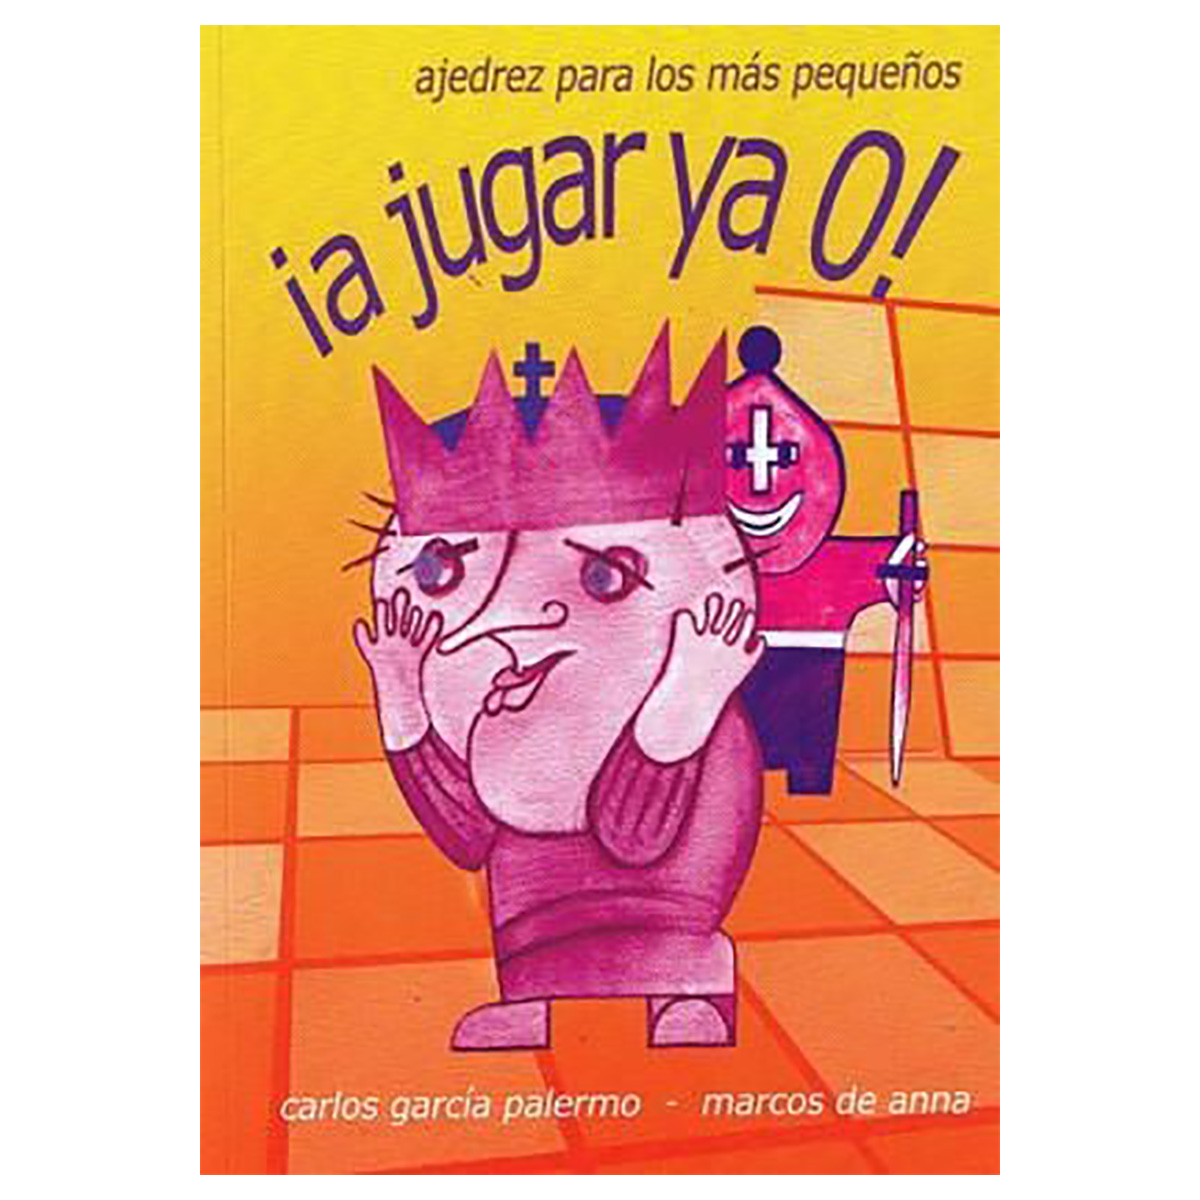 ajedrez para los más pequeños
¡a jugar ya 0!
carlos garcía palermo - marcos de anna